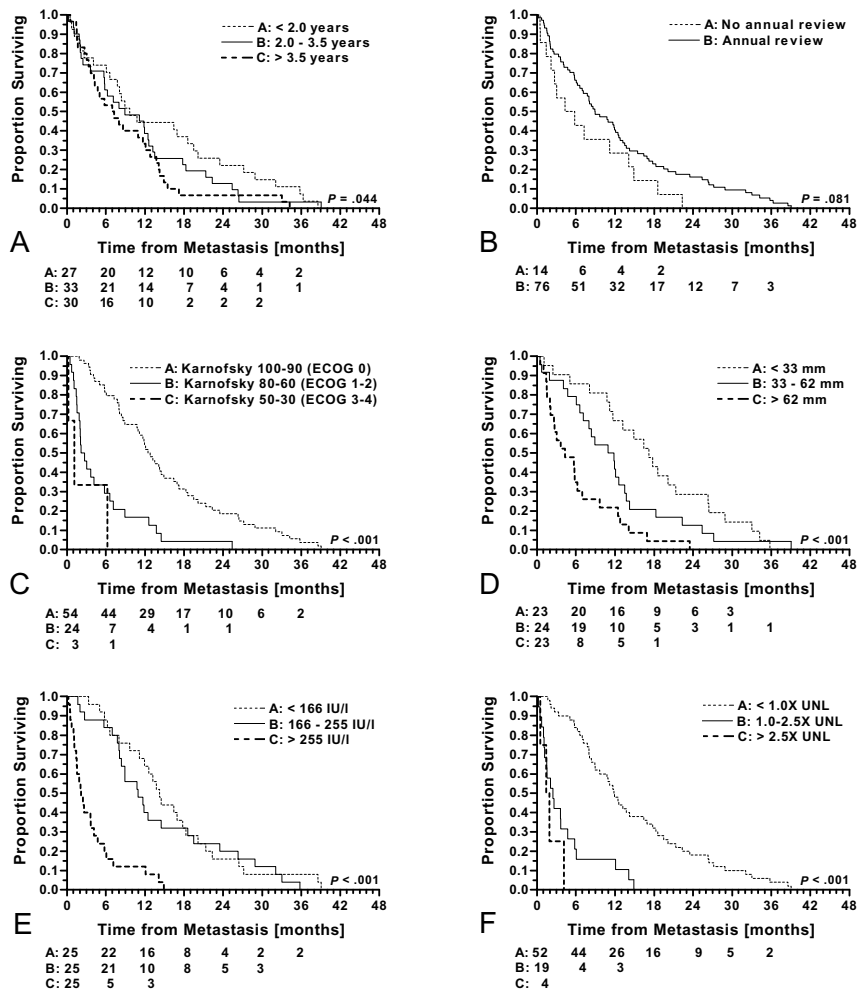 A: < 2.0 years
B: 2.0 - 3.5 years
C: > 3.5 years
Proportion Surviving
1.0
0.9
0.8
0.7
0.6
0.5
0.4
0.3
0.2
0.1
0.0
P = .044
0 6 12 18 24 30 36 42 48
Time from Metastasis [months]
A
A: 27 20 12 10 6 4 2
B: 33 21 14 7 4 1 1
C: 30 16 10 2 2 2
A: No annual review
B: Annual review
Proportion Surviving
1.0
0.9
0.8
0.7
0.6
0.5
0.4
0.3
0.2
0.1
0.0
P = .081
0 6 12 18 24 30 36 42 48
Time from Metastasis [months]
B
A: 14 6 4 2
B: 76 51 32 17 12 7 3
A: Karnofsky 100-90 (ECOG 0)
B: Karnofsky 80-60 (ECOG 1-2)
C: Karnofsky 50-30 (ECOG 3-4)
Proportion Surviving
1.0
0.9
0.8
0.7
0.6
0.5
0.4
0.3
0.2
0.1
0.0
P < .001
0 6 12 18 24 30 36 42 48
Time from Metastasis [months]
C
A: 54 44 29 17 10 6 2
B: 24 7 4 1 1
C: 3 1
A: < 33 mm
B: 33 - 62 mm
C: > 62 mm
Proportion Surviving
1.0
0.9
0.8
0.7
0.6
0.5
0.4
0.3
0.2
0.1
0.0
P < .001
0 6 12 18 24 30 36 42 48
Time from Metastasis [months]
D
A: 23 20 16 9 6 3
B: 24 19 10 5 3 1 1
C: 23 8 5 1
A: < 166 IU/l
B: 166 - 255 IU/l
C: > 255 IU/l
Proportion Surviving
1.0
0.9
0.8
0.7
0.6
0.5
0.4
0.3
0.2
0.1
0.0
P < .001
0 6 12 18 24 30 36 42 48
Time from Metastasis [months]
E
A: 25 22 16 8 4 2 2
B: 25 21 10 8 5 3
C: 25 5 3
A: < 1.0X UNL
B: 1.0-2.5X UNL
C: > 2.5X UNL
Proportion Surviving
1.0
0.9
0.8
0.7
0.6
0.5
0.4
0.3
0.2
0.1
0.0
P < .001
0 6 12 18 24 30 36 42 48
Time from Metastasis [months]
F
A: 52 44 26 16 9 5 2
B: 19 4 3
C: 4